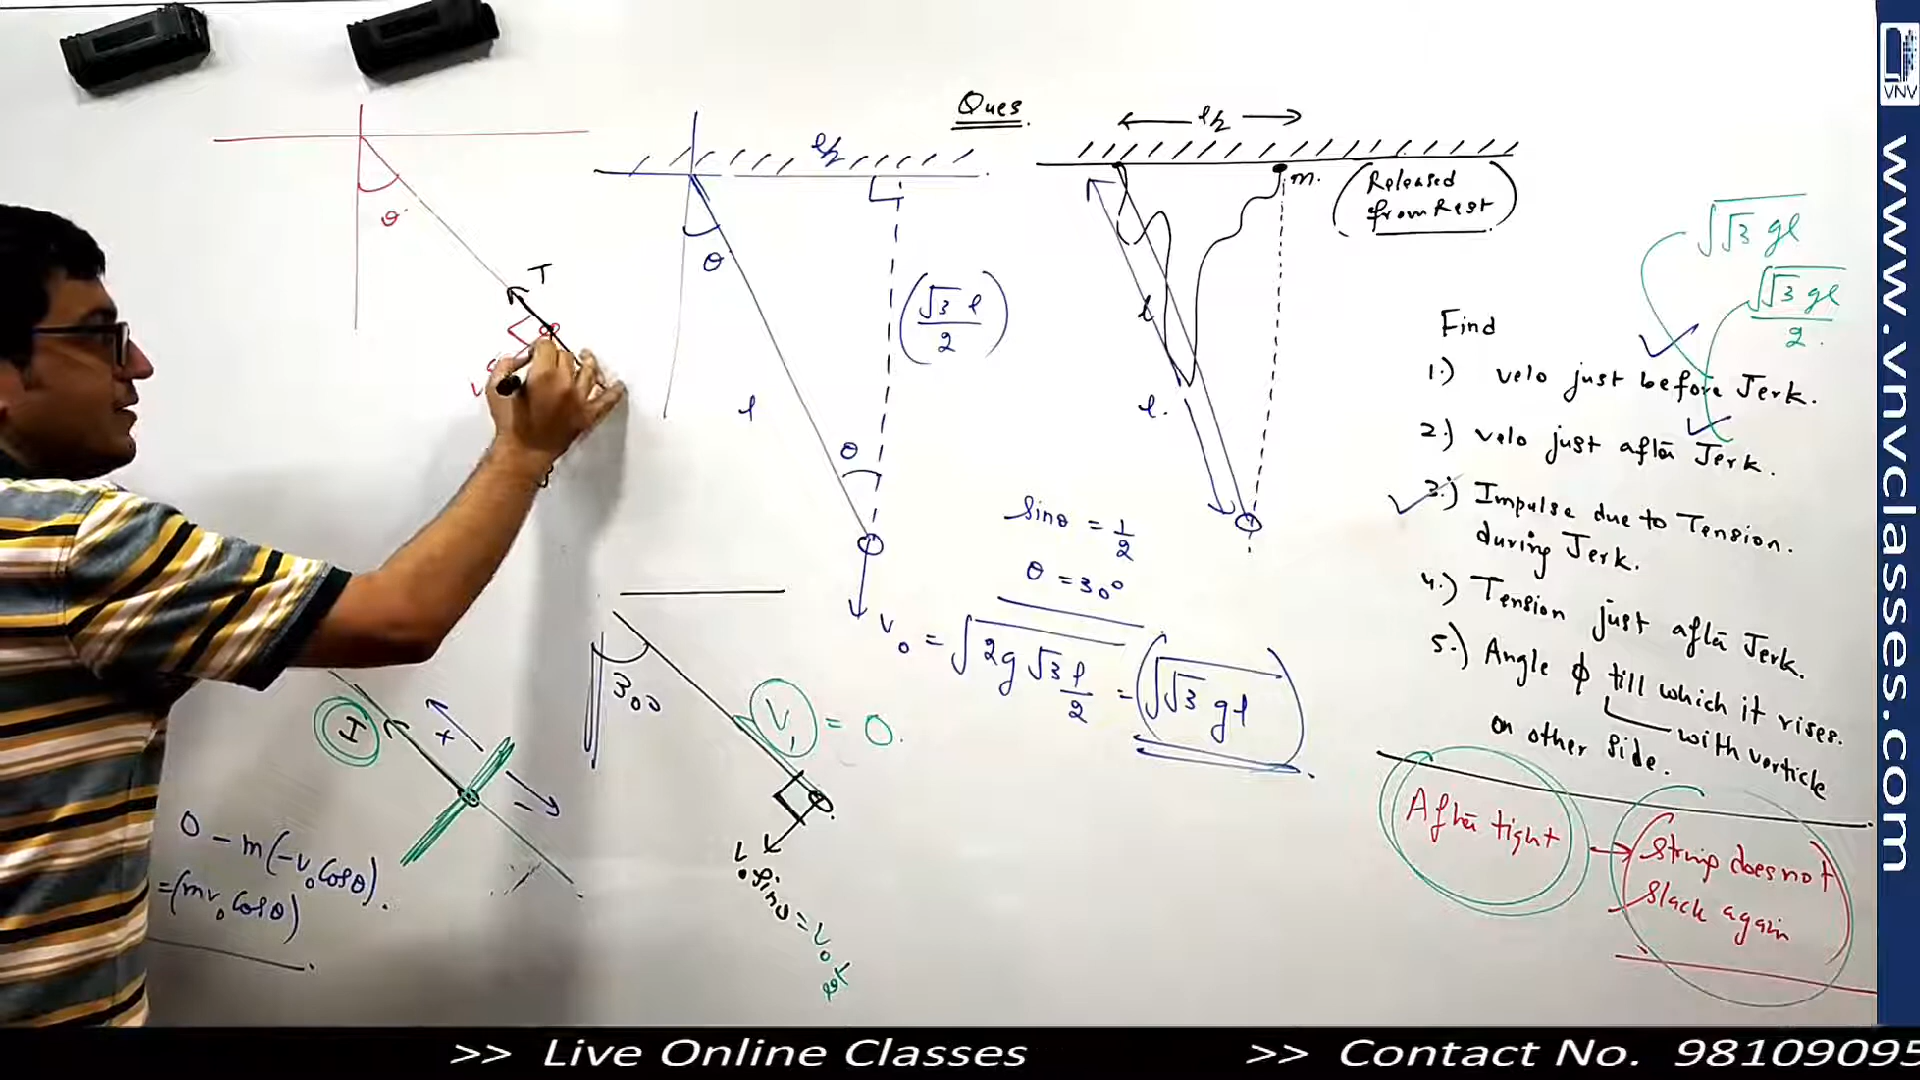 Ques.
l/2
m.
(Released
from Rest)
l
l.
θ
T
l/2
θ
(√3 l / 2)
l
θ
sinθ = 1/2
θ = 30°
v₀ = √(2g√3 l/2) = (√(√3 gl))
√(√3 gl)
√(√3 gl) / 2
Find
1.) velo just before Jerk.
2.) velo just after Jerk.
3.) Impulse due to Tension.
during Jerk.
4.) Tension just after Jerk.
5.) Angle ϕ till which it rises.
on other side.
with verticle
After tight
string does not
slack again
30°
V₁ = 0.
I
+
-
0 - m(-v₀ cosθ).
=(mv₀ cosθ)
VNV
www.vnvclasses.com
>> Live Online Classes
>> Contact No. 98109095